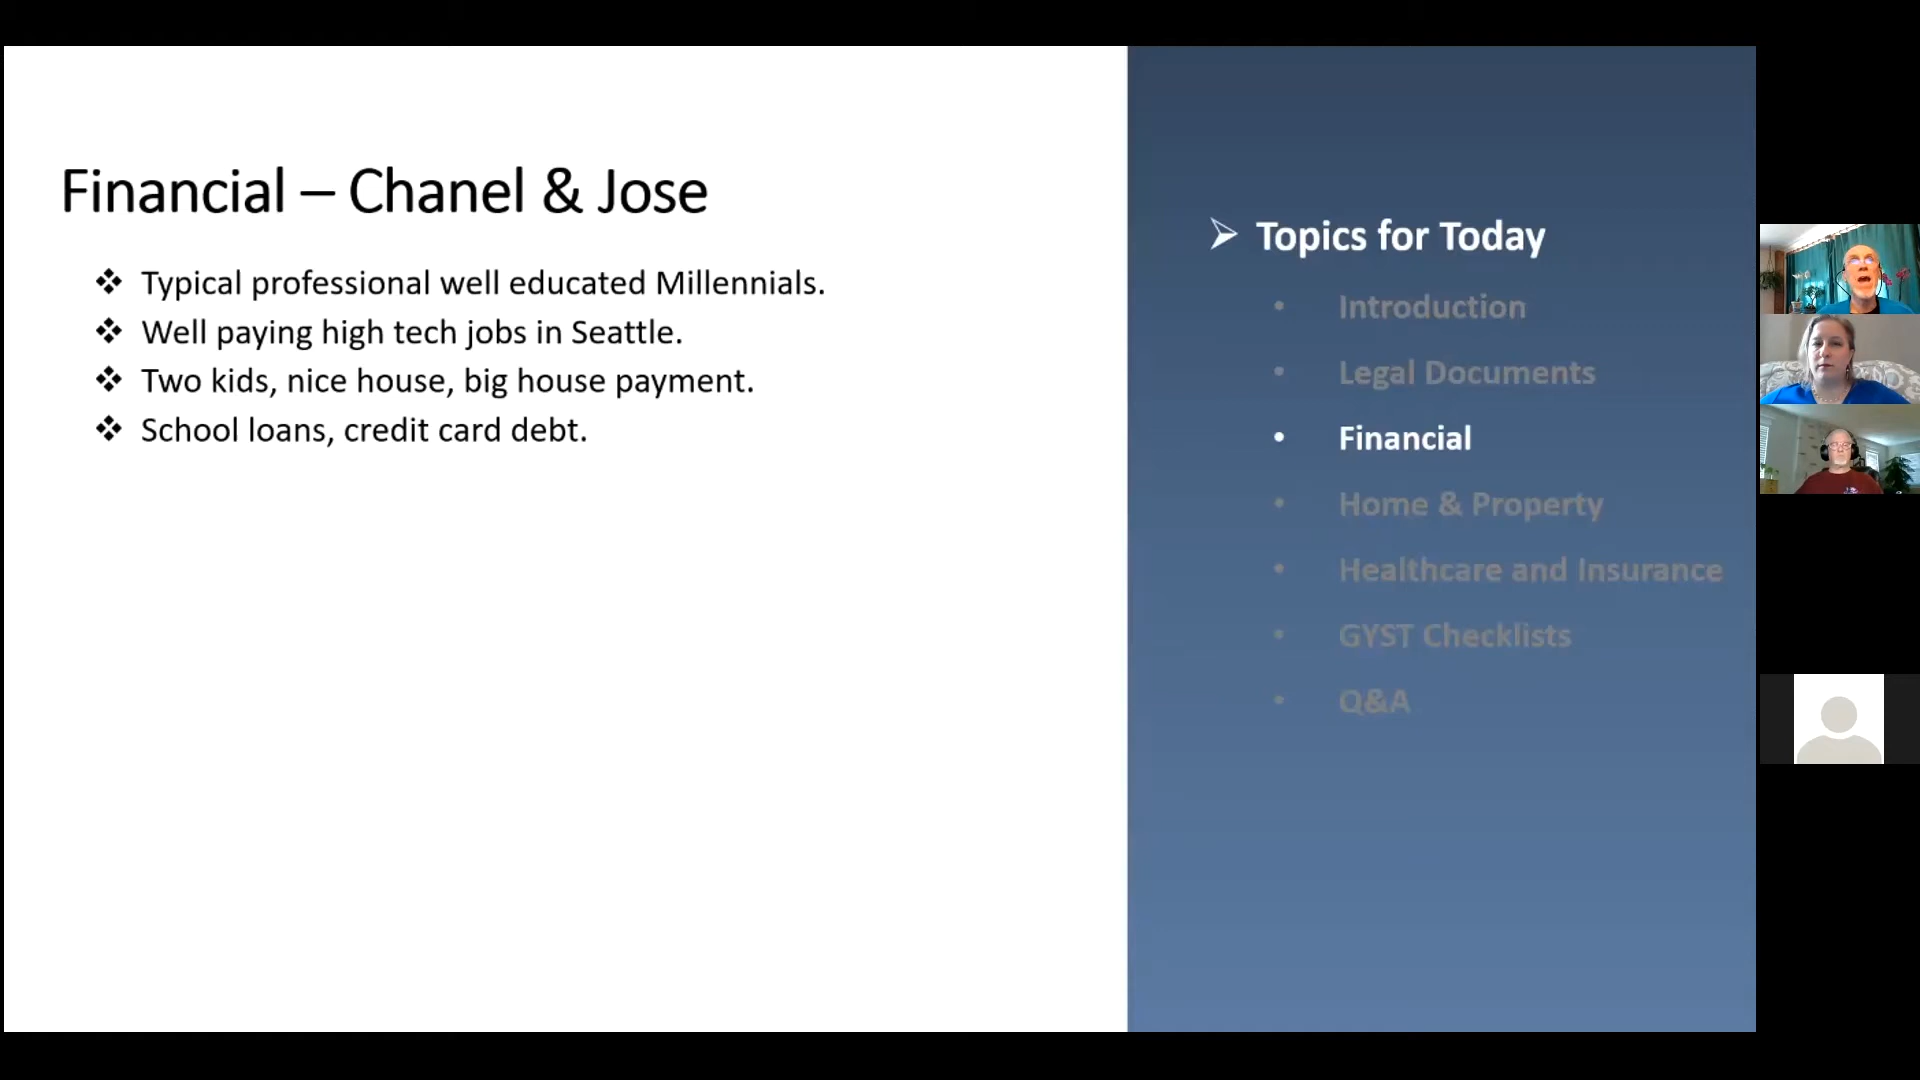 Financial – Chanel & Jose
❖ Typical professional well educated Millennials.
❖ Well paying high tech jobs in Seattle.
❖ Two kids, nice house, big house payment.
❖ School loans, credit card debt.
➢ Topics for Today
• Introduction
• Legal Documents
• Financial
• Home & Property
• Healthcare and Insurance
• GYST Checklists
• Q&A